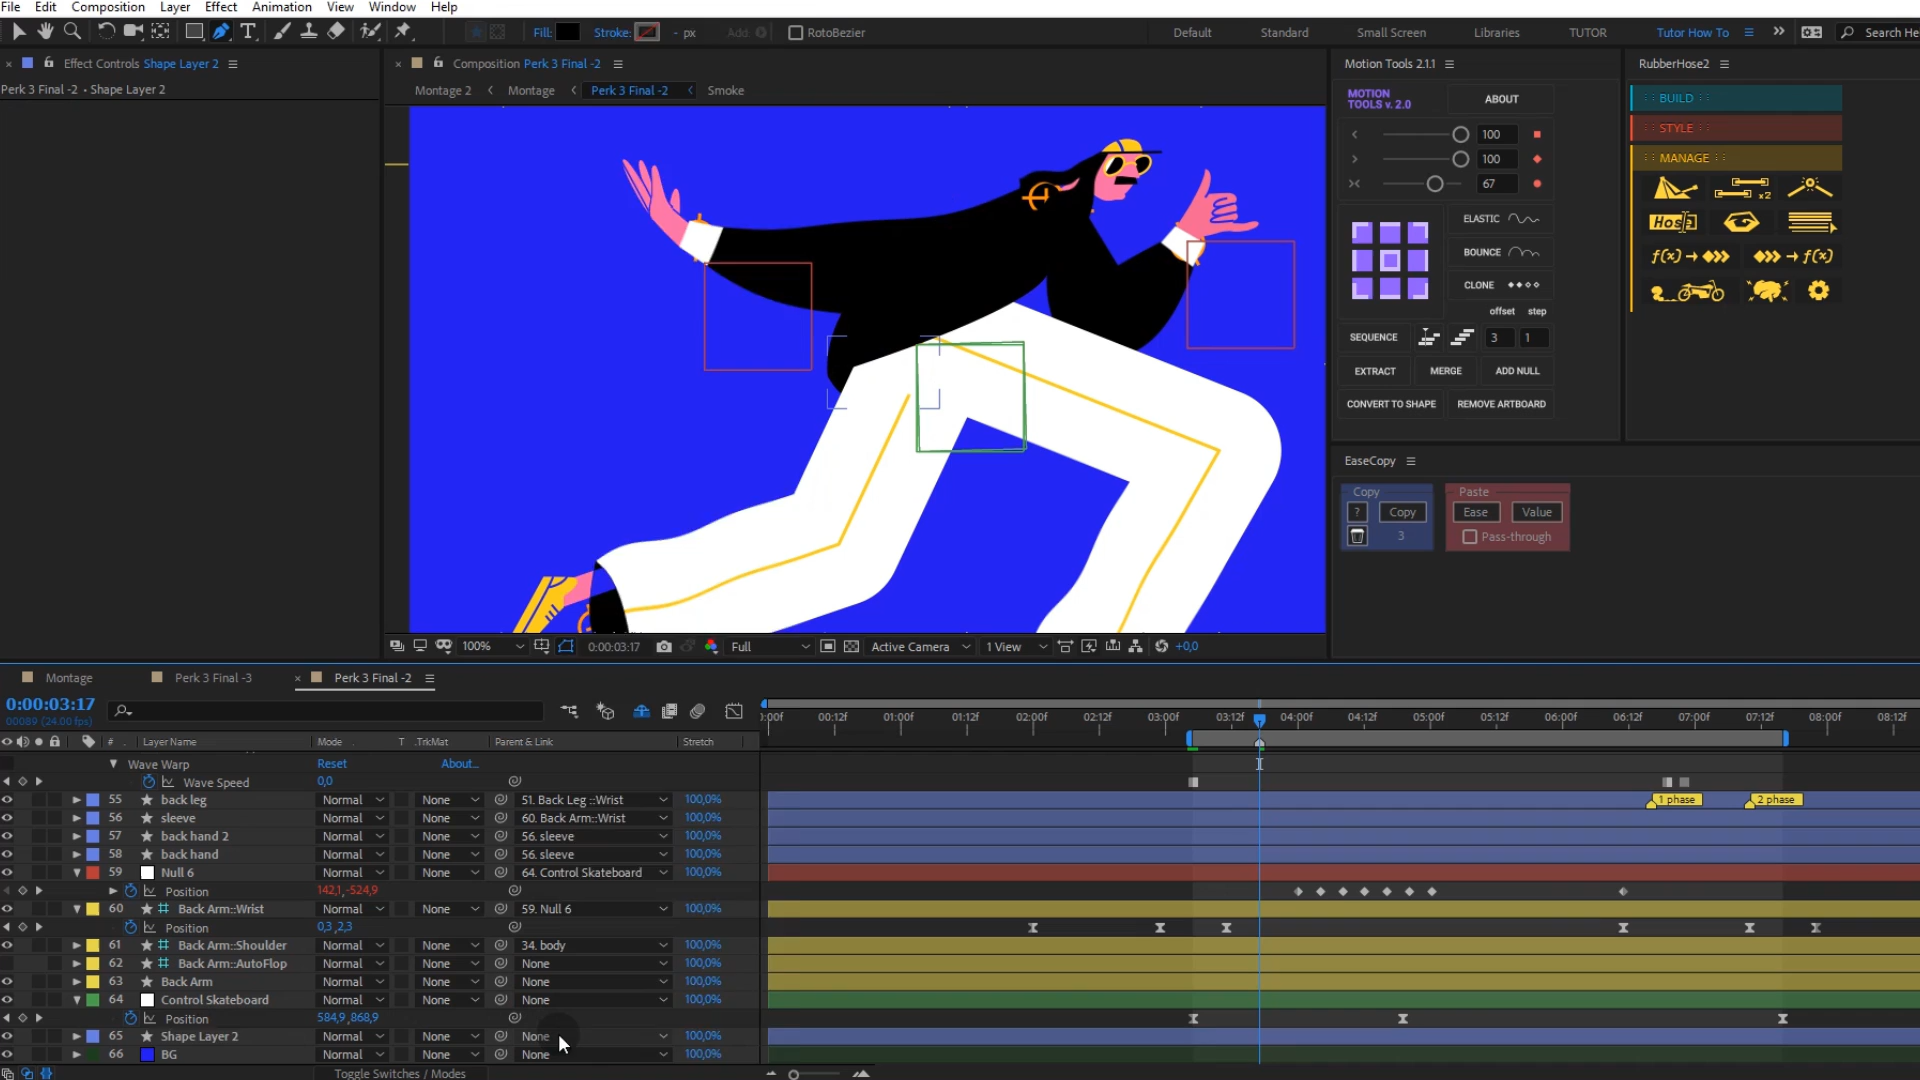 File Edit Composition Layer Effect Animation View Window Help
Fill: Stroke: - px Add: RotoBezier Default Standard Small Screen Libraries TUTOR Tutor How To Search He
Effect Controls Shape Layer 2
Perk 3 Final -2 • Shape Layer 2
Composition Perk 3 Final -2
Montage 2 Montage Perk 3 Final -2 Smoke
Motion Tools 2.1.1
MOTION
TOOLS v. 2.0
ABOUT
100
100
67
ELASTIC
BOUNCE
CLONE
offset step
SEQUENCE 3 1
EXTRACT MERGE ADD NULL
CONVERT TO SHAPE REMOVE ARTBOARD
RubberHose2
BUILD
STYLE
MANAGE
x2
f(x) f(x)
EaseCopy
Copy Paste
? Copy Ease Value
3 Pass-through
100% 0:00:03:17 Full Active Camera 1 View +0,0
Montage Perk 3 Final -3 Perk 3 Final -2
0:00:03:17
00089 (24.00 fps)
:00f 00:12f 01:00f 01:12f 02:00f 02:12f 03:00f 03:12f 04:00f 04:12f 05:00f 05:12f 06:00f 06:12f 07:00f 07:12f 08:00f 08:12f
# Layer Name Mode T .TrkMat Parent & Link Stretch
Wave Warp Reset About...
Wave Speed 0,0
55 back leg Normal None 51. Back Leg ::Wrist 100,0% 1 phase 2 phase
56 sleeve Normal None 60. Back Arm::Wrist 100,0%
57 back hand 2 Normal None 56. sleeve 100,0%
58 back hand Normal None 56. sleeve 100,0%
59 Null 6 Normal None 64. Control Skateboard 100,0%
Position 142,1,-524,9
60 Back Arm::Wrist Normal None 59. Null 6 100,0%
Position 0,3 ,2,3
61 Back Arm::Shoulder Normal None 34. body 100,0%
62 Back Arm::AutoFlop Normal None None 100,0%
63 Back Arm Normal None None 100,0%
64 Control Skateboard Normal None None 100,0%
Position 584,9 ,868,9
65 Shape Layer 2 Normal None None 100,0%
66 BG Normal None None 100,0%
Toggle Switches / Modes